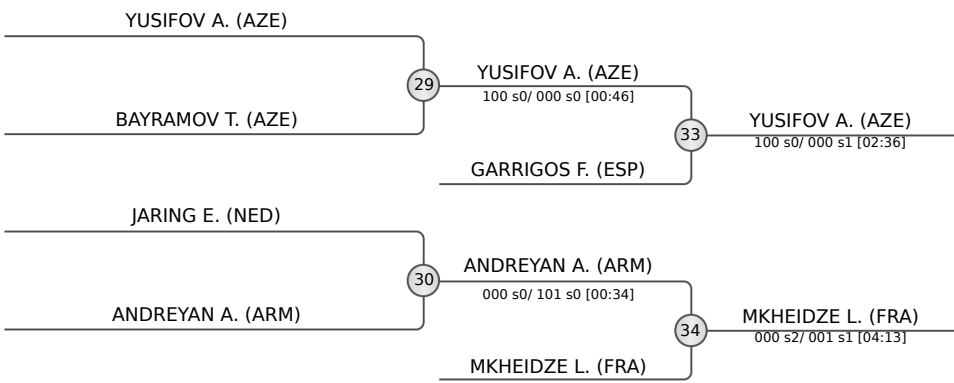 YUSIFOV A. (AZE)
29
BAYRAMOV T. (AZE)
YUSIFOV A. (AZE)
100 s0/ 000 s0 [00:46]
33
GARRIGOS F. (ESP)
YUSIFOV A. (AZE)
100 s0/ 000 s1 [02:36]
JARING E. (NED)
30
ANDREYAN A. (ARM)
ANDREYAN A. (ARM)
000 s0/ 101 s0 [00:34]
34
MKHEIDZE L. (FRA)
MKHEIDZE L. (FRA)
000 s2/ 001 s1 [04:13]